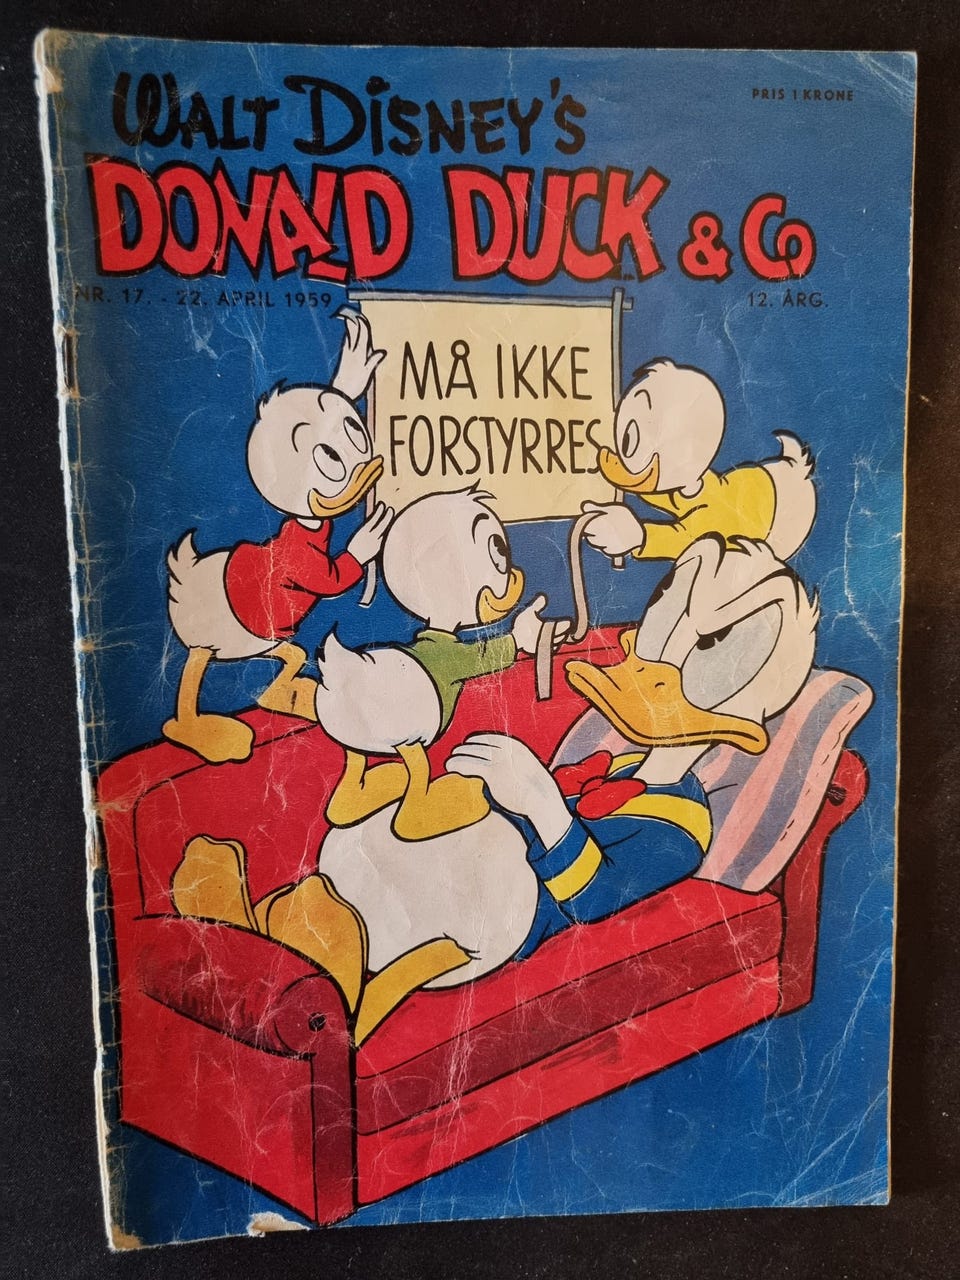 WALT DISNEY'S
PRIS 1 KRONE
DONALD DUCK & Co
NR. 17. - 22. APRIL 1959
12. ÅRG.
MÅ IKKE
FORSTYRRES